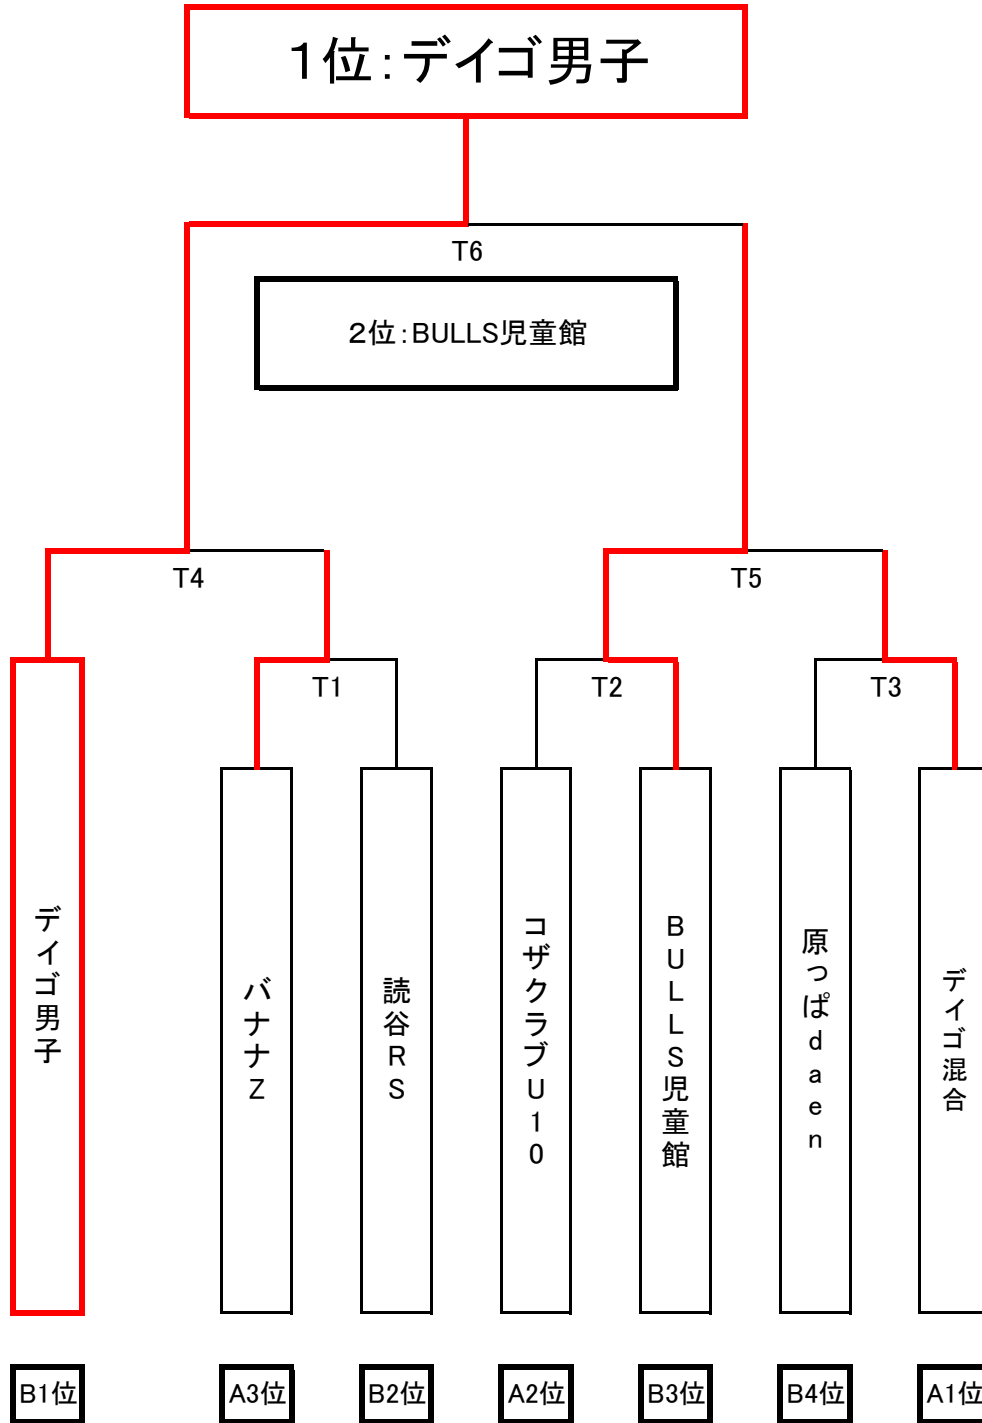 1位:デイゴ男子
T6
2位:BULLS児童館
T4
T5
T1
T2
T3
デイゴ男子
バナナZ
読谷RS
コザクラブU10
BULLS児童館
原っぱdaen
デイゴ混合
B1位
A3位
B2位
A2位
B3位
B4位
A1位